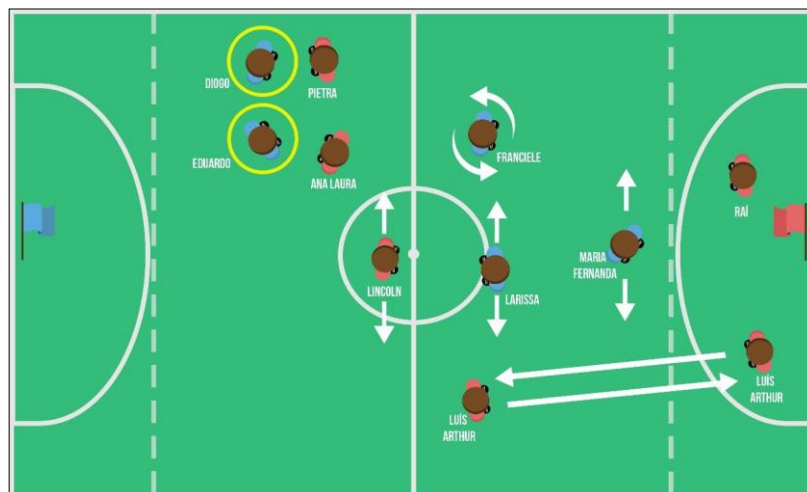 DIOGO
PIETRA
EDUARDO
ANA LAURA
FRANCIELE
RAÍ
LINCOLN
LARISSA
MARIA
FERNANDA
LUÍS
ARTHUR
LUÍS
ARTHUR